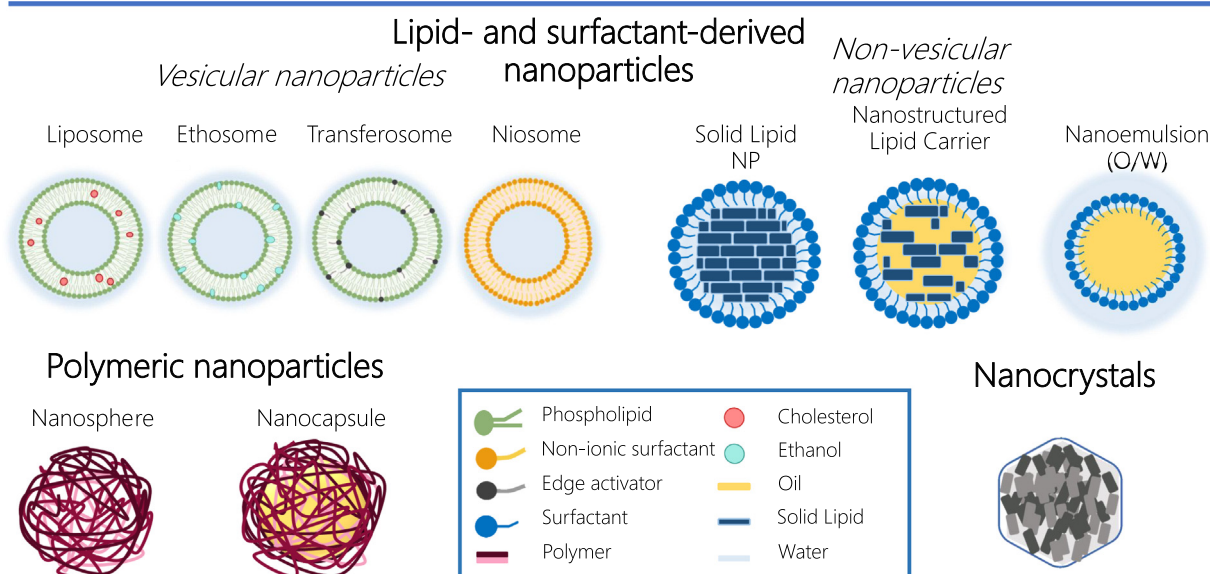 Lipid- and surfactant-derived
nanoparticles
Vesicular nanoparticles
Non-vesicular
nanoparticles
Liposome
Ethosome
Transferosome
Niosome
Solid Lipid
NP
Nanostructured
Lipid Carrier
Nanoemulsion
(O/W)
Polymeric nanoparticles
Nanosphere
Nanocapsule
Nanocrystals
Phospholipid
Non-ionic surfactant
Edge activator
Surfactant
Polymer
Cholesterol
Ethanol
Oil
Solid Lipid
Water